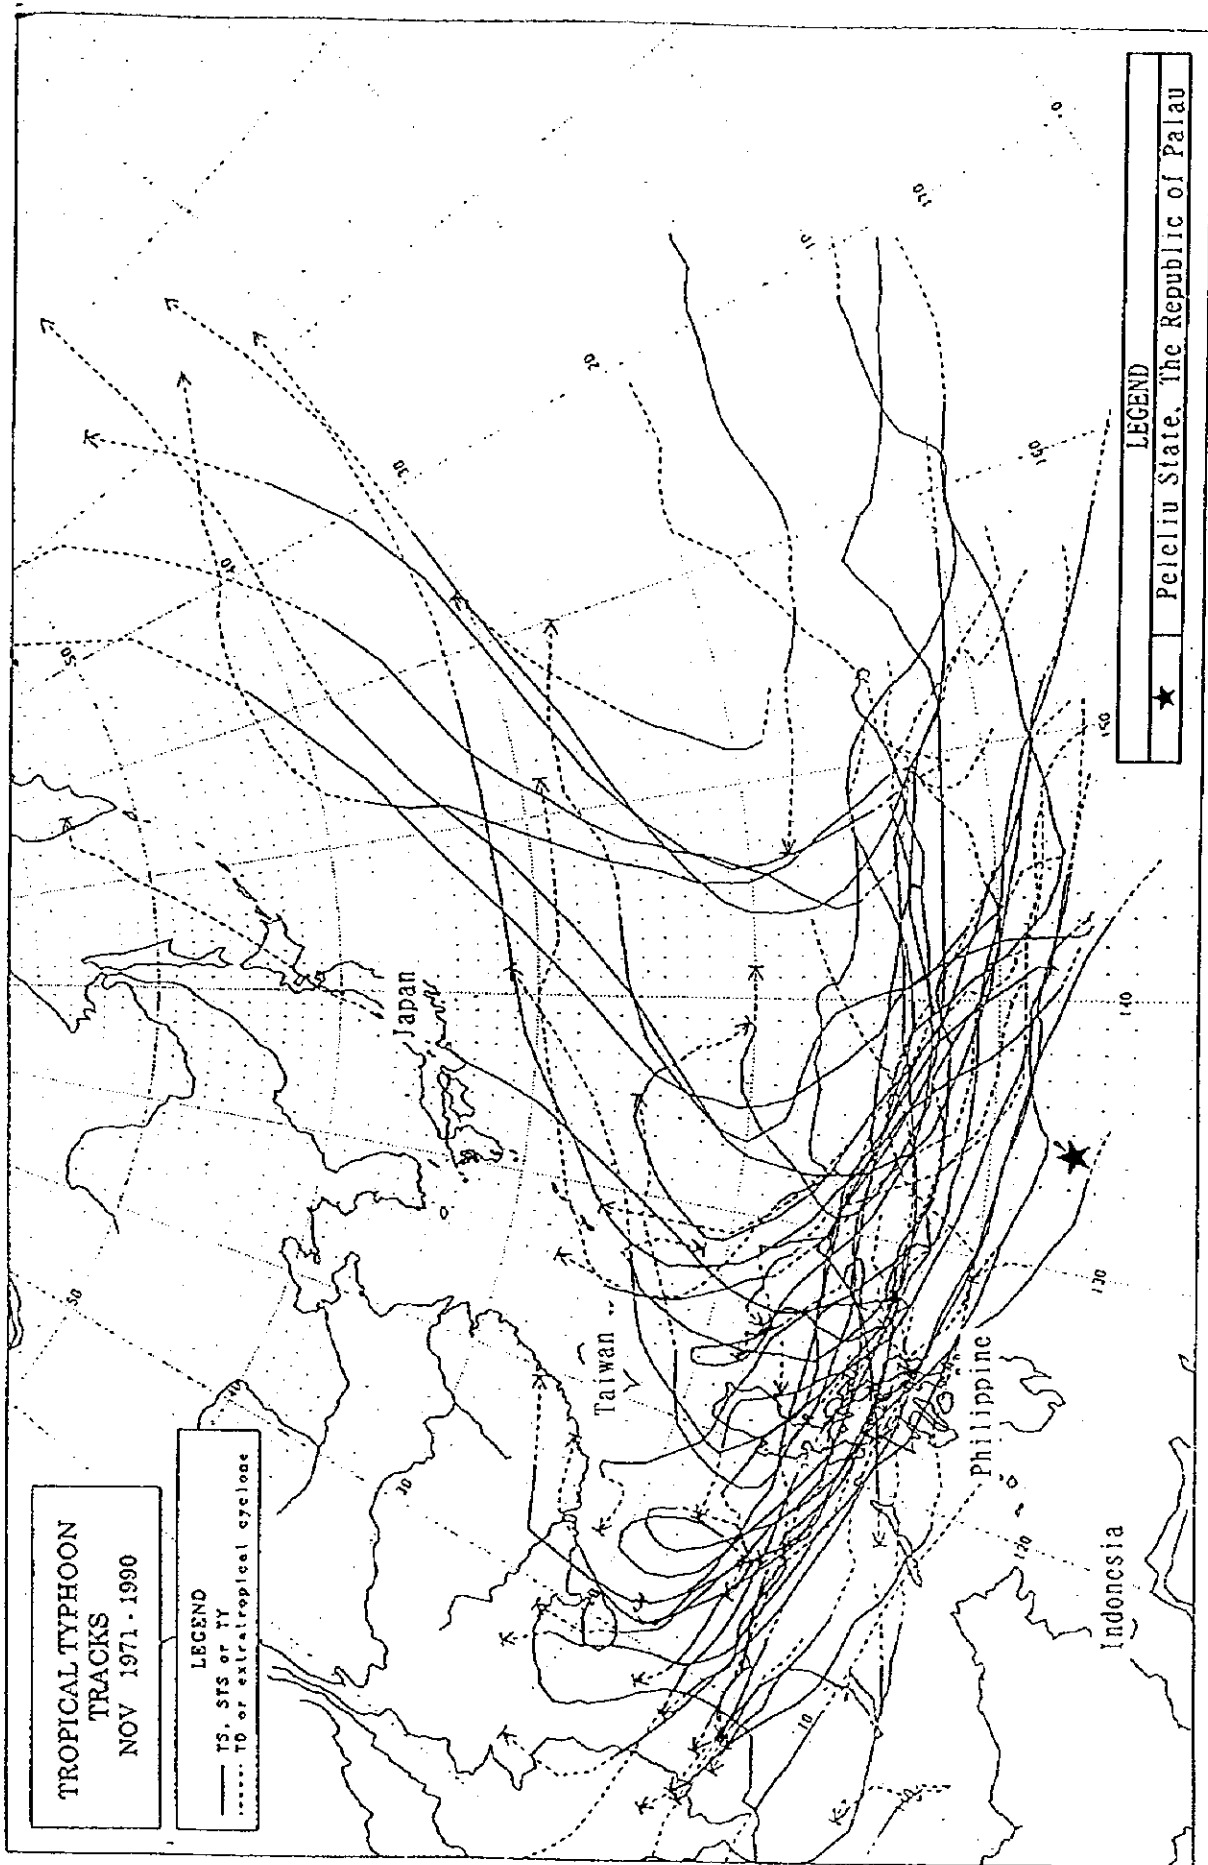 TROPICAL TYPHOON
TRACKS
NOV 1971 - 1990
LEGEND
TS, STS or TY
TD or extratropical cyclone
50
40
30
50
40
30
20
10
0
170
160
150
140
130
120
10
Japan
Taiwan
Philippine
Indonesia
LEGEND
★ Peleliu State, The Republic of Palau